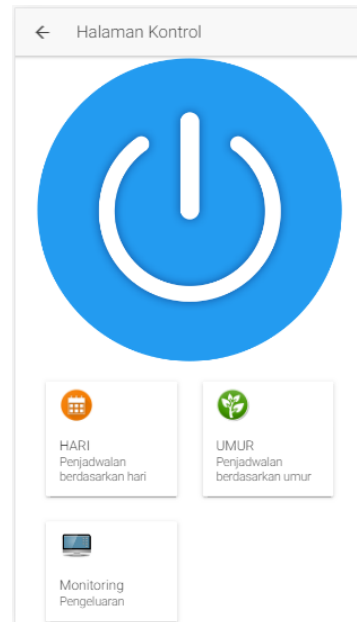 Halaman Kontrol
HARI
Penjadwalan
berdasarkan hari
UMUR
Penjadwalan
berdasarkan umur
Monitoring
Pengeluaran